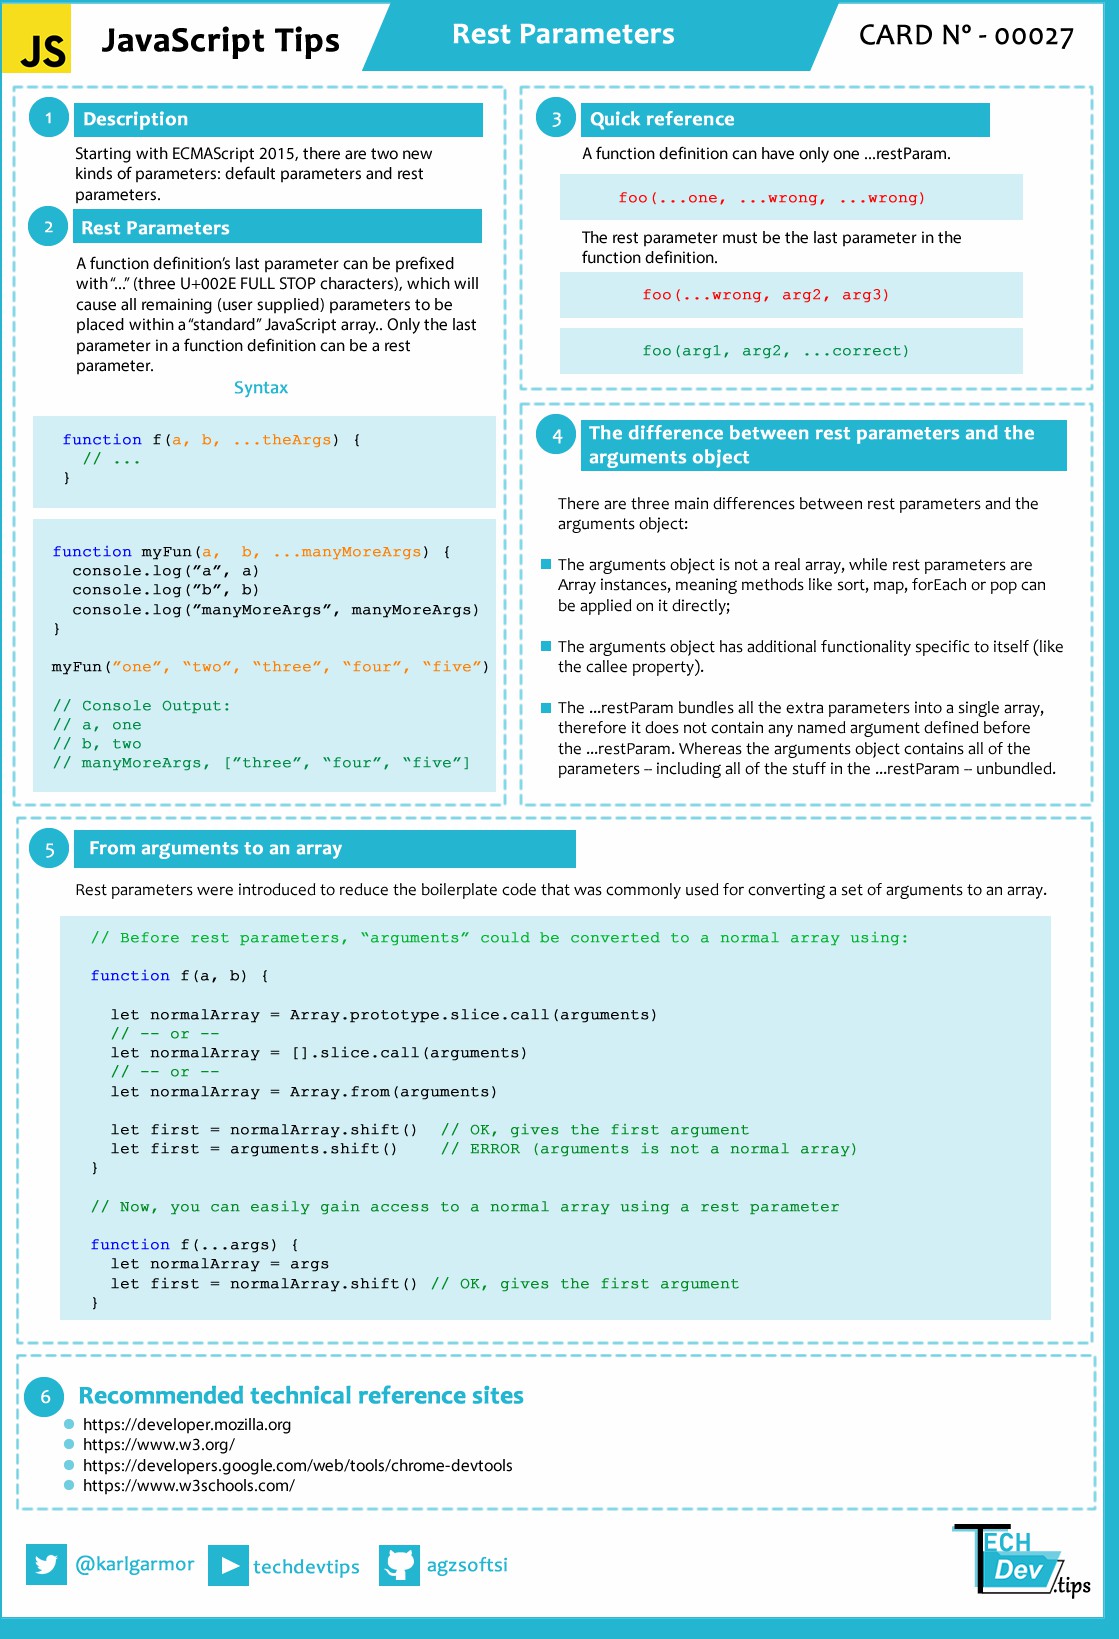 JS
JavaScript Tips
Rest Parameters
CARD Nº - 00027
1
Description
Starting with ECMAScript 2015, there are two new
kinds of parameters: default parameters and rest
parameters.
2
Rest Parameters
A function definition's last parameter can be prefixed
with “...” (three U+002E FULL STOP characters), which will
cause all remaining (user supplied) parameters to be
placed within a “standard” JavaScript array.. Only the last
parameter in a function definition can be a rest
parameter.
Syntax
function f(a, b, ...theArgs) {
  // ...
}
function myFun(a,  b, ...manyMoreArgs) {
  console.log(”a”, a)
  console.log(”b”, b)
  console.log(”manyMoreArgs”, manyMoreArgs)
}
myFun(”one”, “two”, “three”, “four”, “five”)
// Console Output:
// a, one
// b, two
// manyMoreArgs, [”three”, “four”, “five”]
3
Quick reference
A function definition can have only one ...restParam.
foo(...one, ...wrong, ...wrong)
The rest parameter must be the last parameter in the
function definition.
foo(...wrong, arg2, arg3)
foo(arg1, arg2, ...correct)
4
The difference between rest parameters and the
arguments object
There are three main differences between rest parameters and the
arguments object:
The arguments object is not a real array, while rest parameters are
Array instances, meaning methods like sort, map, forEach or pop can
be applied on it directly;
The arguments object has additional functionality specific to itself (like
the callee property).
The ...restParam bundles all the extra parameters into a single array,
therefore it does not contain any named argument defined before
the ...restParam. Whereas the arguments object contains all of the
parameters -- including all of the stuff in the ...restParam -- unbundled.
5
From arguments to an array
Rest parameters were introduced to reduce the boilerplate code that was commonly used for converting a set of arguments to an array.
// Before rest parameters, “arguments” could be converted to a normal array using:
function f(a, b) {
  let normalArray = Array.prototype.slice.call(arguments)
  // -- or --
  let normalArray = [].slice.call(arguments)
  // -- or --
  let normalArray = Array.from(arguments)
  let first = normalArray.shift()  // OK, gives the first argument
  let first = arguments.shift()    // ERROR (arguments is not a normal array)
}
// Now, you can easily gain access to a normal array using a rest parameter
function f(...args) {
  let normalArray = args
  let first = normalArray.shift() // OK, gives the first argument
}
6
Recommended technical reference sites
https://developer.mozilla.org
https://www.w3.org/
https://developers.google.com/web/tools/chrome-devtools
https://www.w3schools.com/
@karlgarmor
techdevtips
agzsoftsi
TECH
Dev
.tips